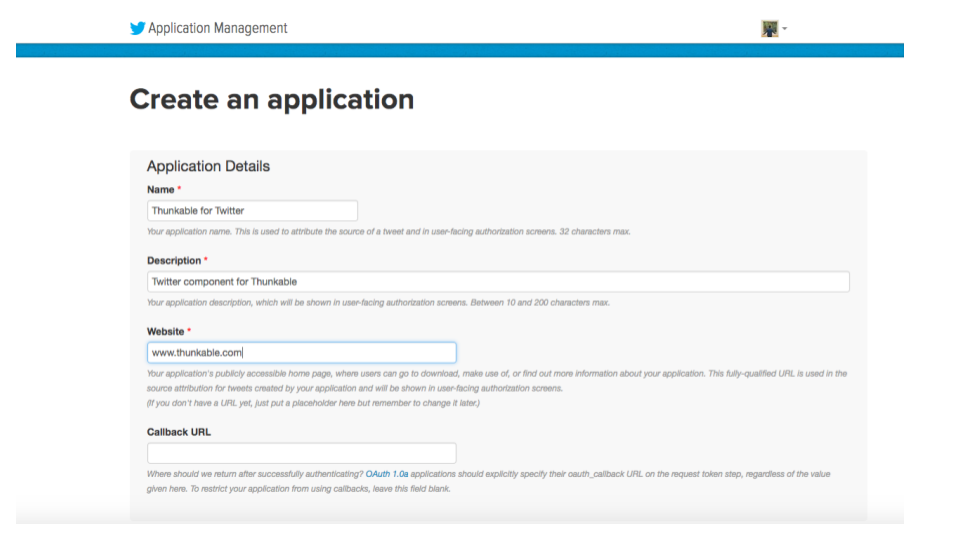 Application Management
Create an application
Application Details
Name *
Thunkable for Twitter
Your application name. This is used to attribute the source of a tweet and in user-facing authorization screens. 32 characters max.
Description *
Twitter component for Thunkable
Your application description, which will be shown in user-facing authorization screens. Between 10 and 200 characters max.
Website *
www.thunkable.com
Your application's publicly accessible home page, where users can go to download, make use of, or find out more information about your application. This fully-qualified URL is used in the
source attribution for tweets created by your application and will be shown in user-facing authorization screens.
(If you don't have a URL yet, just put a placeholder here but remember to change it later.)
Callback URL
Where should we return after successfully authenticating? OAuth 1.0a applications should explicitly specify their oauth_callback URL on the request token step, regardless of the value
given here. To restrict your application from using callbacks, leave this field blank.